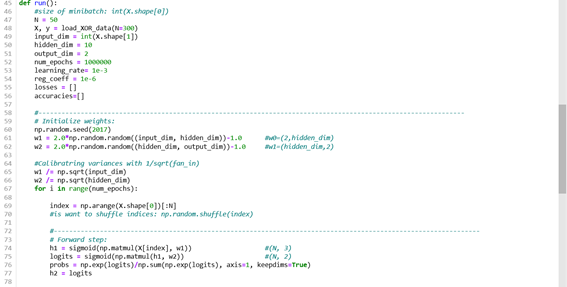 45 def run():
46 #size of minibatch: int(X.shape[0])
47 N = 50
48 X, y = load_XOR_data(N=300)
49 input_dim = int(X.shape[1])
50 hidden_dim = 10
51 output_dim = 2
52 num_epochs = 1000000
53 learning_rate= 1e-3
54 reg_coeff = 1e-6
55 losses = []
56 accuracies=[]
57
58 #---------------------------------------------------------------------------------------------------------------
59 # Initialize weights:
60 np.random.seed(2017)
61 w1 = 2.0*np.random.random((input_dim, hidden_dim))-1.0 #w0=(2,hidden_dim)
62 w2 = 2.0*np.random.random((hidden_dim, output_dim))-1.0 #w1=(hidden_dim,2)
63
64 #Calibratring variances with 1/sqrt(fan_in)
65 w1 /= np.sqrt(input_dim)
66 w2 /= np.sqrt(hidden_dim)
67 for i in range(num_epochs):
68
69 index = np.arange(X.shape[0])[:N]
70 #is want to shuffle indices: np.random.shuffle(index)
71
72 #---------------------------------------------------------------------------------------------------------------
73 # Forward step:
74 h1 = sigmoid(np.matmul(X[index], w1)) #(N, 3)
75 logits = sigmoid(np.matmul(h1, w2)) #(N, 2)
76 probs = np.exp(logits)/np.sum(np.exp(logits), axis=1, keepdims=True)
77 h2 = logits
78